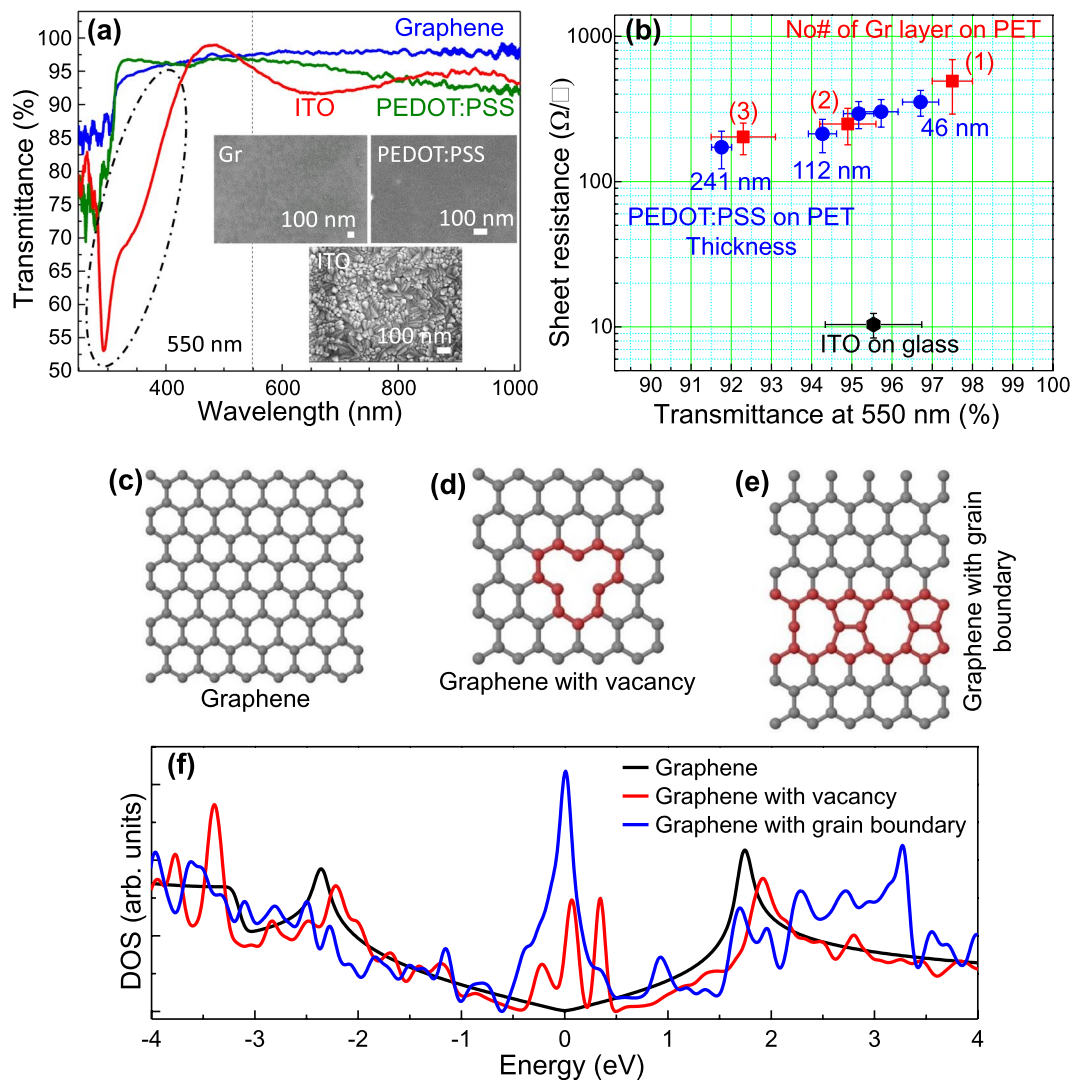 (a)
Graphene
ITO
PEDOT:PSS
Gr
100 nm
PEDOT:PSS
100 nm
ITO
100 nm
550 nm
Transmittance (%)
100
95
90
85
80
75
70
65
60
55
50
400
600
800
1000
Wavelength (nm)
(b)
No# of Gr layer on PET
(1)
(2)
(3)
46 nm
112 nm
241 nm
PEDOT:PSS on PET
Thickness
ITO on glass
Sheet resistance (Ω/□)
1000
100
10
90 91 92 93 94 95 96 97 98 99 100
Transmittance at 550 nm (%)
(c)
Graphene
(d)
Graphene with vacancy
(e)
Graphene with grain
boundary
(f)
Graphene
Graphene with vacancy
Graphene with grain boundary
DOS (arb. units)
-4 -3 -2 -1 0 1 2 3 4
Energy (eV)